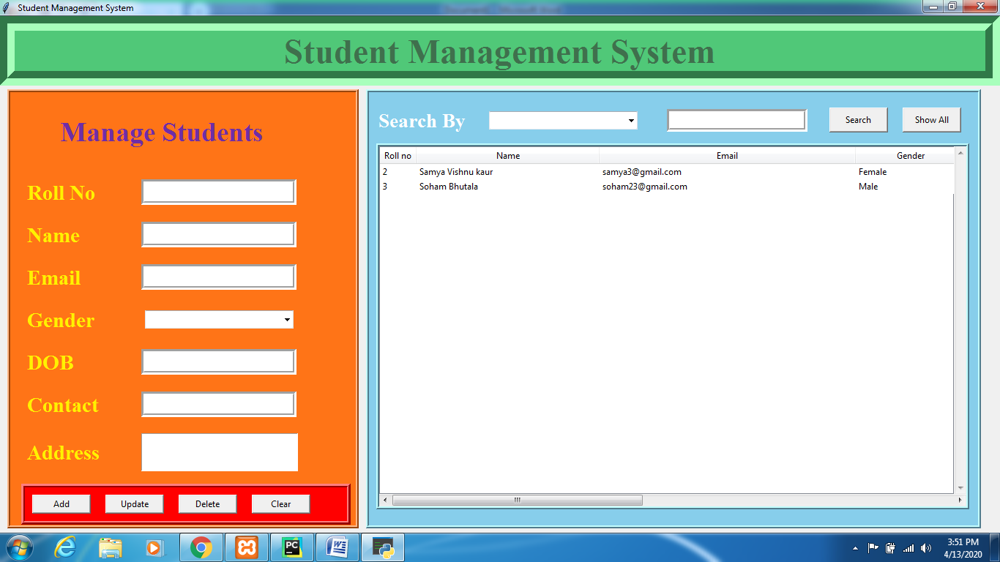 Student Management System
Student Management System
Manage Students
Roll No
Name
Email
Gender
DOB
Contact
Address
Add Update Delete Clear
Search By Search Show All
Roll no Name Email Gender
2 Samya Vishnu kaur samya3@gmail.com Female
3 Soham Bhutala soham23@gmail.com Male
PC W
3:51 PM
4/13/2020